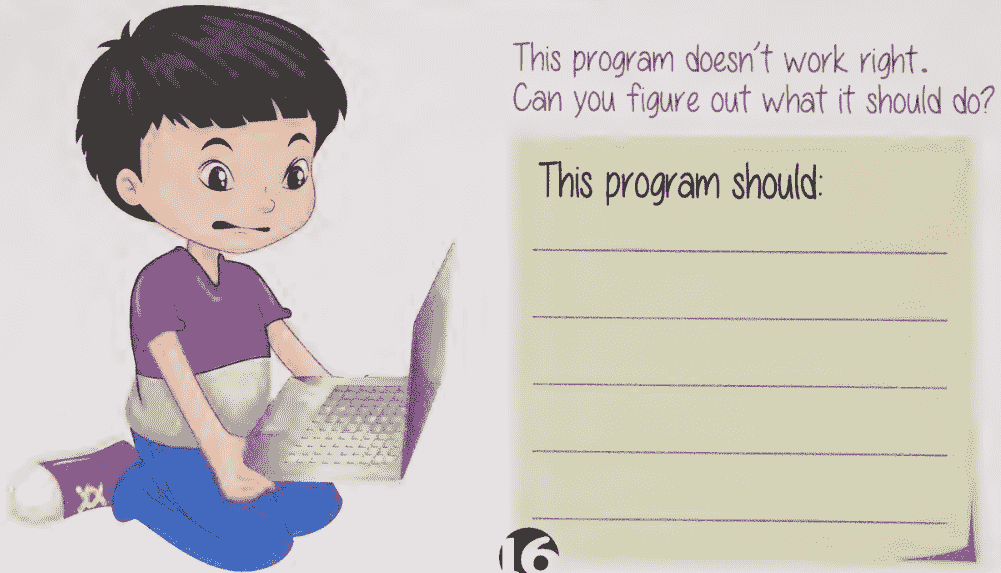 This program doesn't work right.
Can you figure out what it should do?
This program should:
16